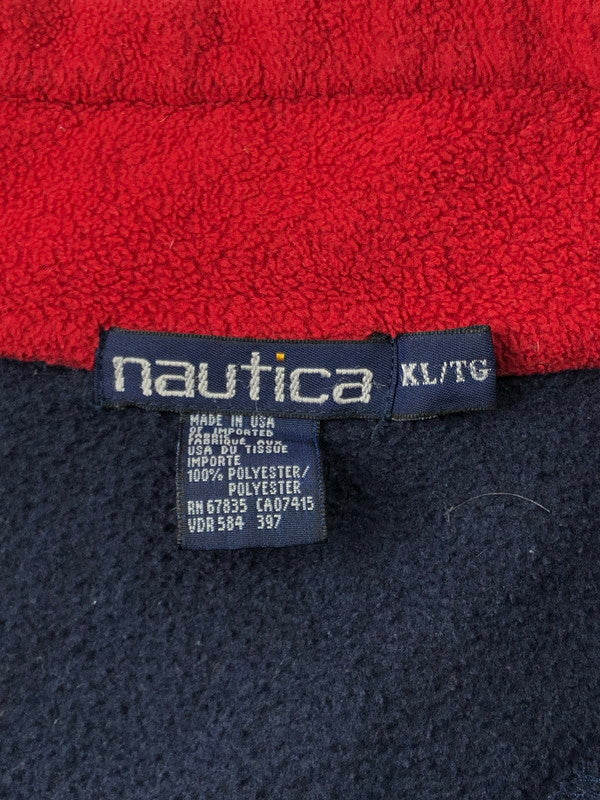 nautica
KL/TG
MADE IN USA
OF IMPORTED
FABRIQUE AUX
USA DU TISSUE
IMPORTE
100% POLYESTER/
POLYESTER
RN 67835 CA07415
VDR 584 397